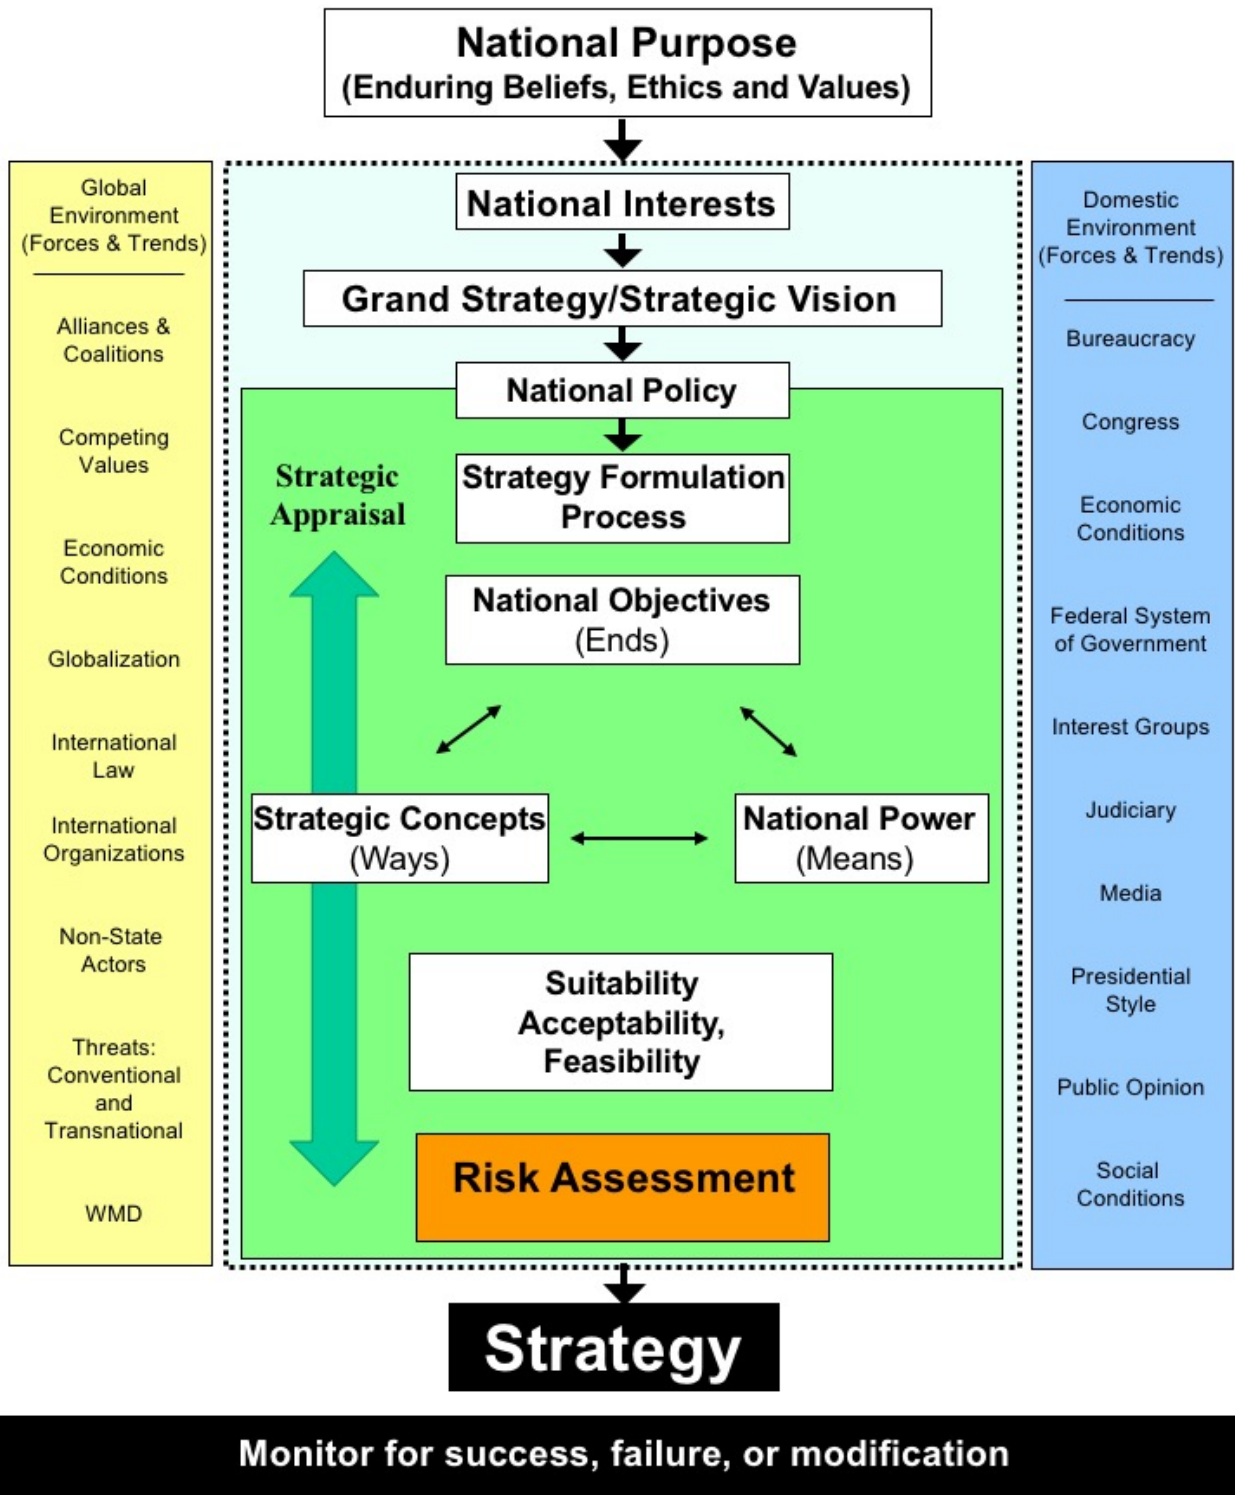 National Purpose
(Enduring Beliefs, Ethics and Values)
Global
Environment
(Forces & Trends)
Alliances &
Coalitions
Competing
Values
Economic
Conditions
Globalization
International
Law
International
Organizations
Non-State
Actors
Threats:
Conventional
and
Transnational
WMD
National Interests
Grand Strategy/Strategic Vision
National Policy
Strategic
Appraisal
Strategy Formulation
Process
National Objectives
(Ends)
Strategic Concepts
(Ways)
National Power
(Means)
Suitability
Acceptability,
Feasibility
Risk Assessment
Domestic
Environment
(Forces & Trends)
Bureaucracy
Congress
Economic
Conditions
Federal System
of Government
Interest Groups
Judiciary
Media
Presidential
Style
Public Opinion
Social
Conditions
Strategy
Monitor for success, failure, or modification